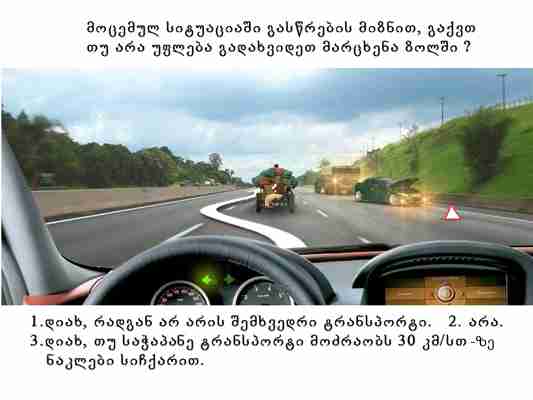 მოცემულ სიტუაციაში გასწრების მიზნით, გაქვთ
თუ არა უფლება გადახვიდეთ მარცხენა ზოლში ?
1.დიახ, რადგან არ არის შემხვედრი ტრანსპორტი. 2. არა.
3.დიახ, თუ საჭაპანე ტრანსპორტი მოძრაობს 30 კმ/სთ -ზე
ნაკლები სიჩქარით.